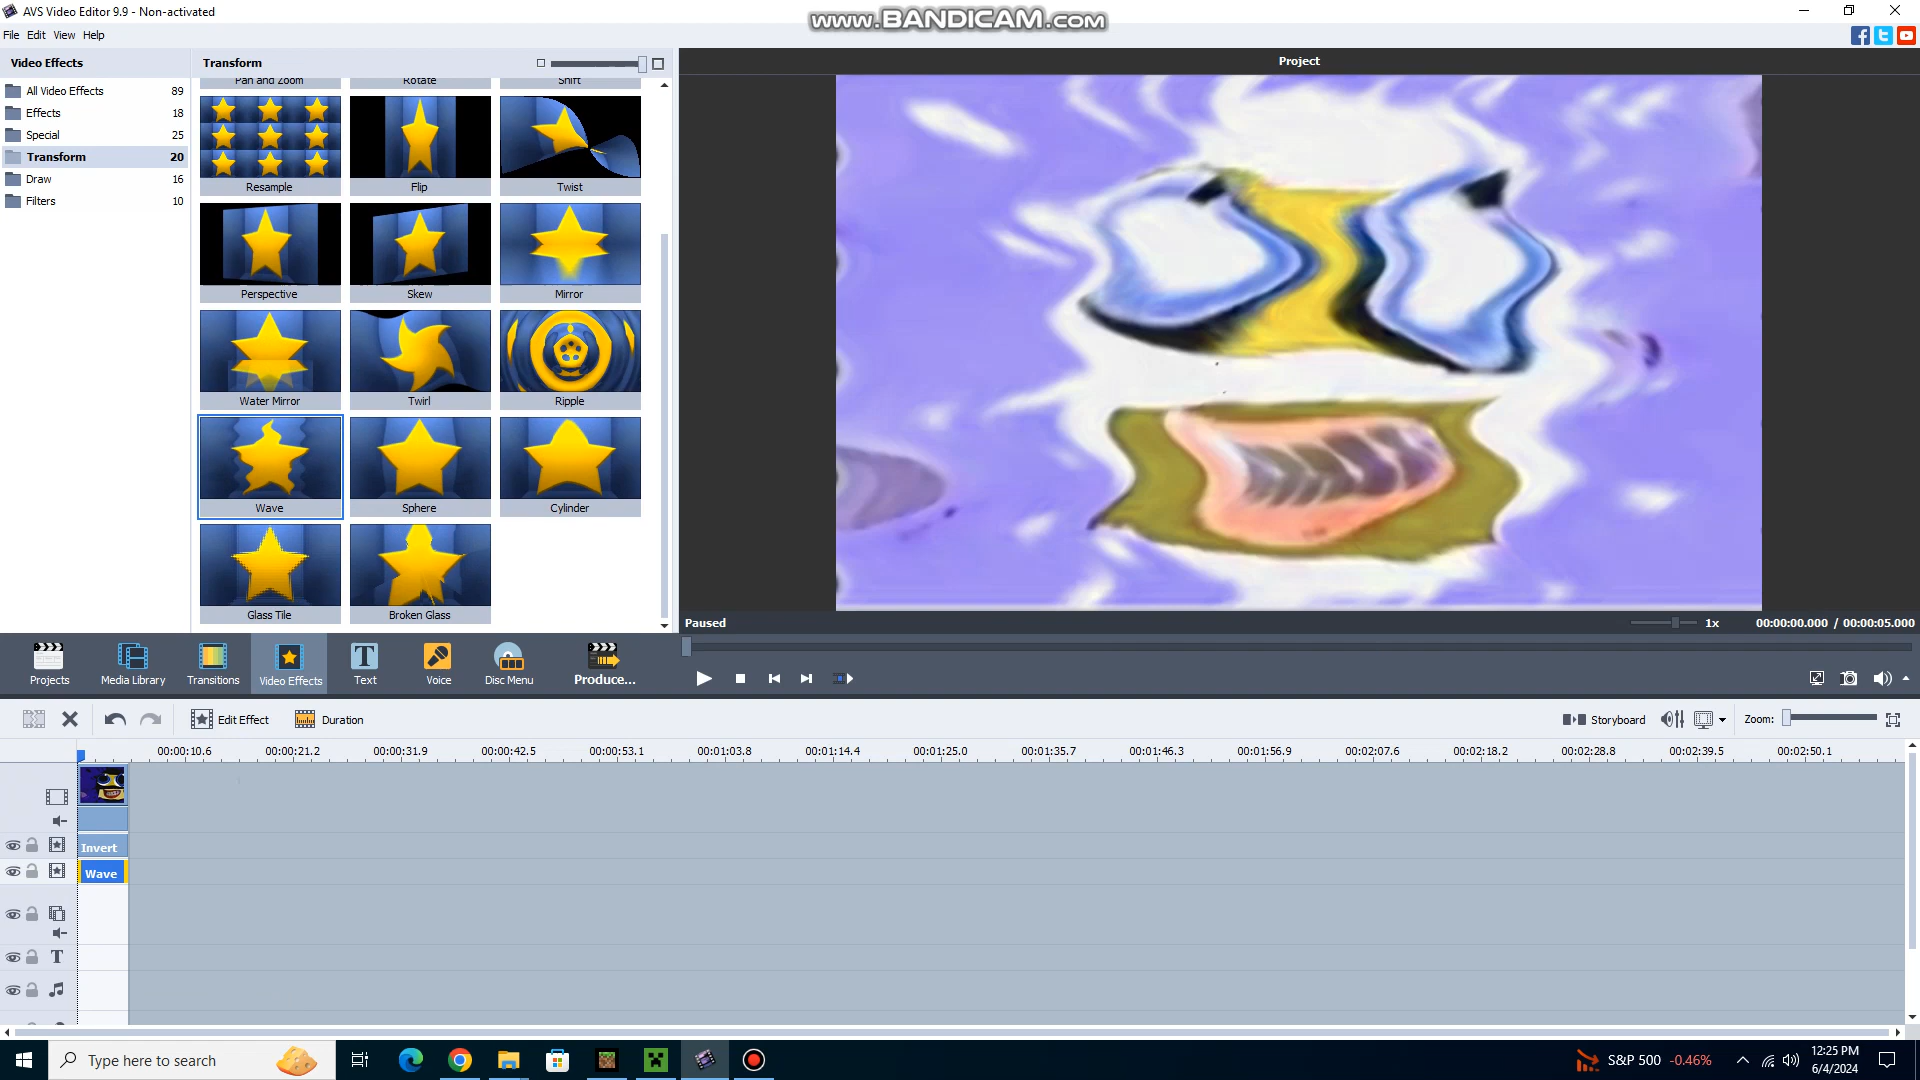 AVS Video Editor 9.9 - Non-activated
www.BANDICAM.com
File Edit View Help
Video Effects
Transform
Project
All Video Effects 89
Effects 18
Special 25
Transform 20
Draw 16
Filters 10
Pan and Zoom Rotate Shift
Resample Flip Twist
Perspective Skew Mirror
Water Mirror Twirl Ripple
Wave Sphere Cylinder
Glass Tile Broken Glass
Paused
1x
00:00:00.000 / 00:00:05.000
Projects Media Library Transitions Video Effects Text Voice Disc Menu Produce...
Edit Effect Duration
Storyboard
Zoom:
00:00:10.6 00:00:21.2 00:00:31.9 00:00:42.5 00:00:53.1 00:01:03.8 00:01:14.4 00:01:25.0 00:01:35.7 00:01:46.3 00:01:56.9 00:02:07.6 00:02:18.2 00:02:28.8 00:02:39.5 00:02:50.1
Invert
Wave
T
Type here to search
S&P 500 -0.46%
12:25 PM
6/4/2024